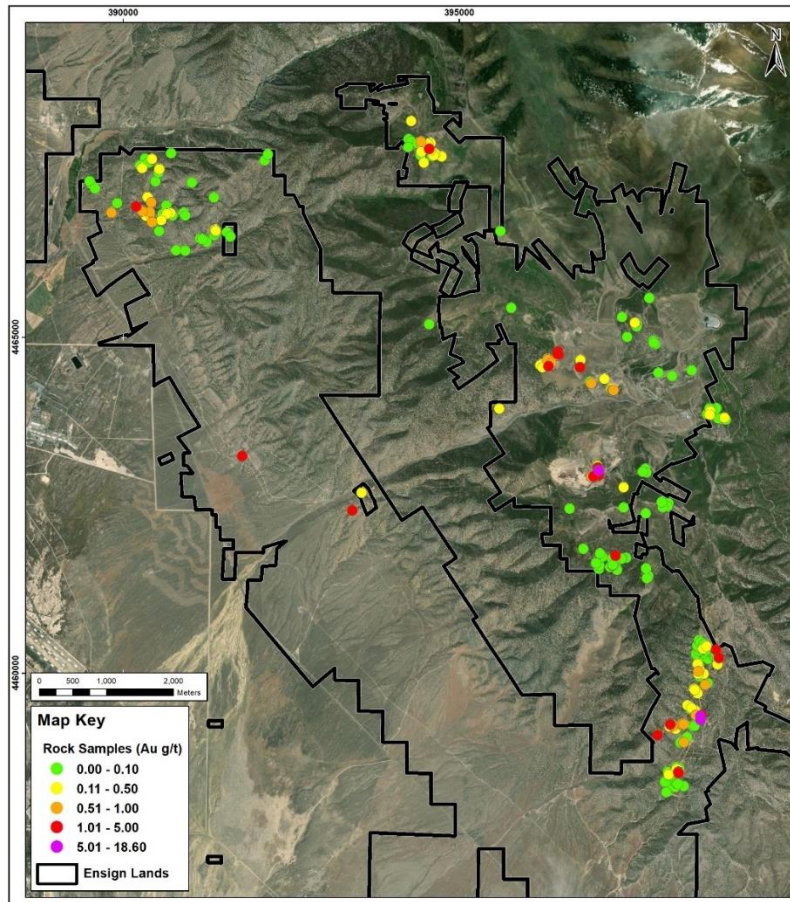 390000
395000
N
4465000
4460000
0 500 1,000 2,000
Meters
Map Key
Rock Samples (Au g/t)
0.00 - 0.10
0.11 - 0.50
0.51 - 1.00
1.01 - 5.00
5.01 - 18.60
Ensign Lands